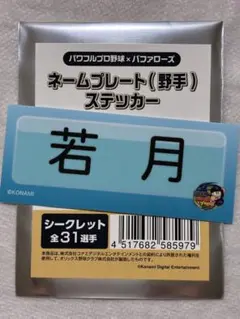 パワフルプロ野球×バファローズ
ネームプレート(野手)
ステッカー
若月
©KONAMI
シークレット
全31選手
4 517682 585979
©Konami Digital Entertainment